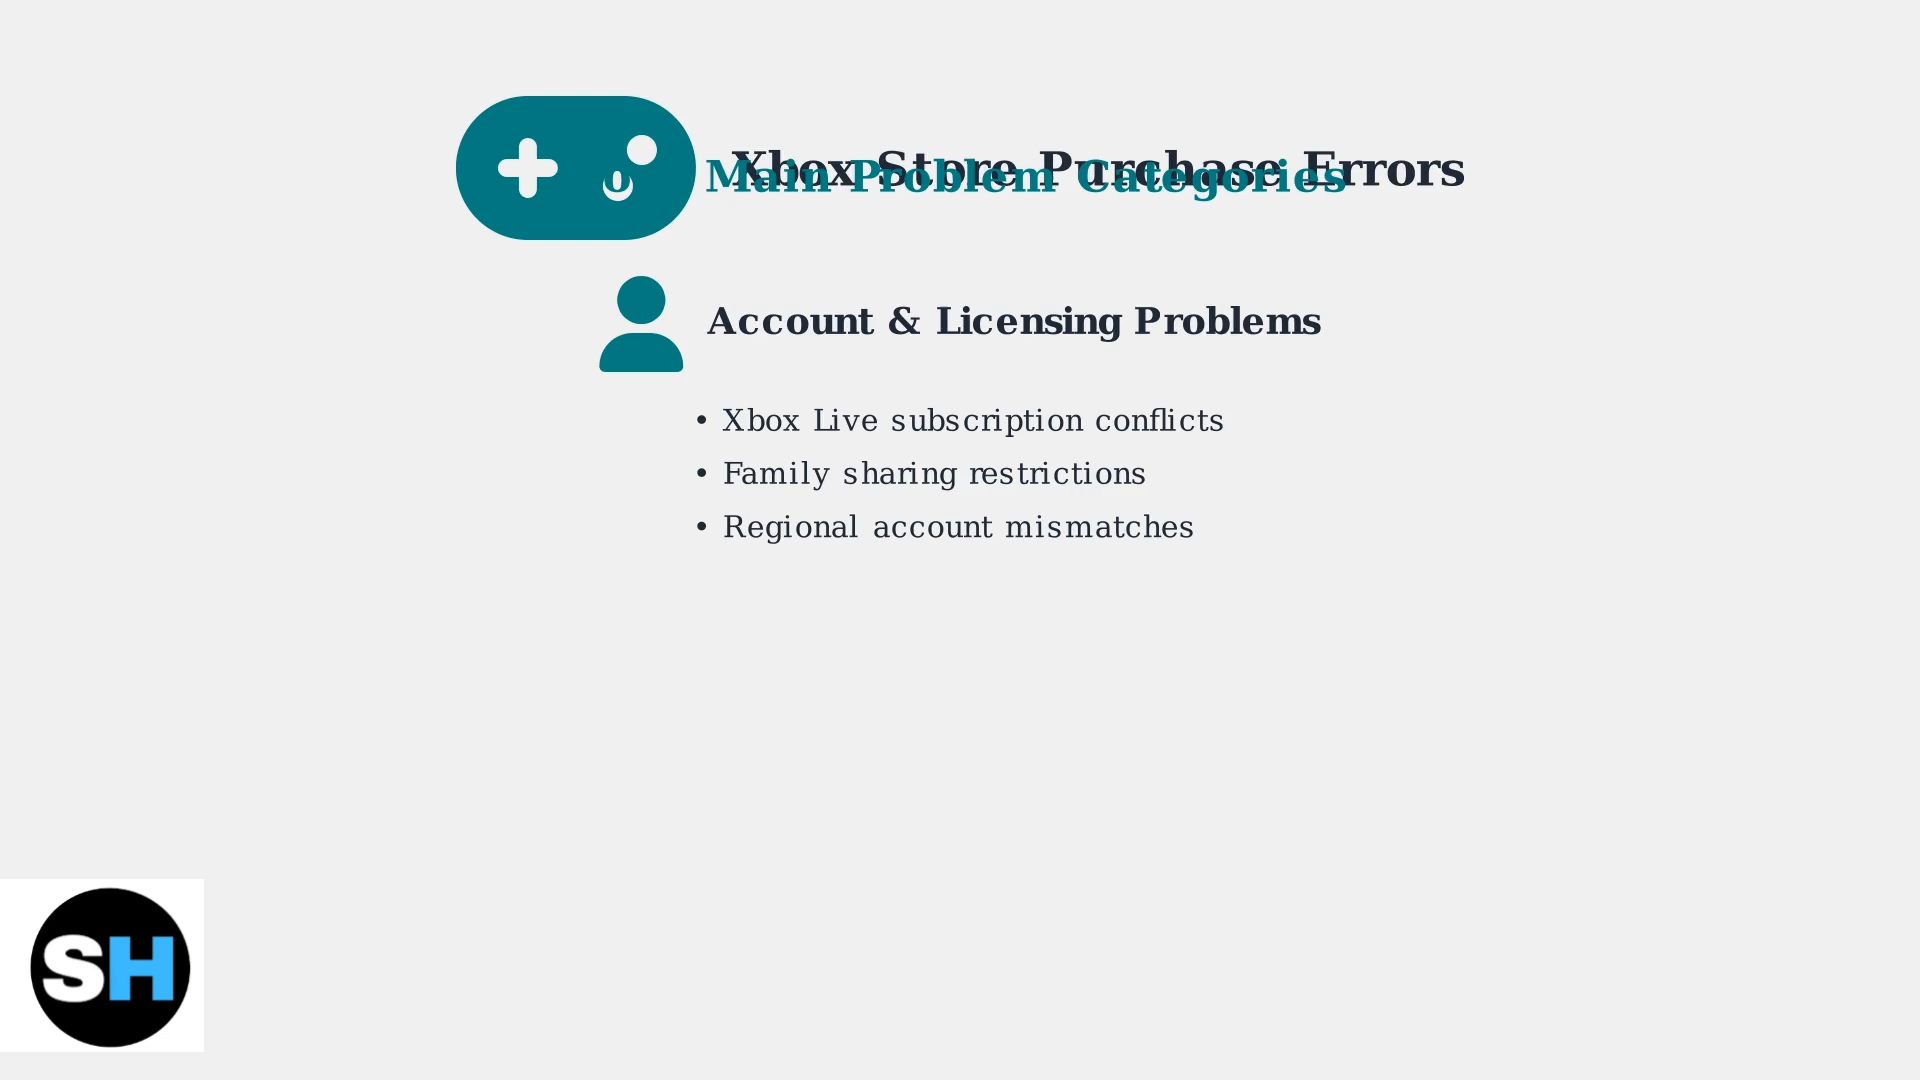 Xbox Store Purchase Errors
Main Problem Categories
Account & Licensing Problems
• Xbox Live subscription conflicts
• Family sharing restrictions
• Regional account mismatches
SH